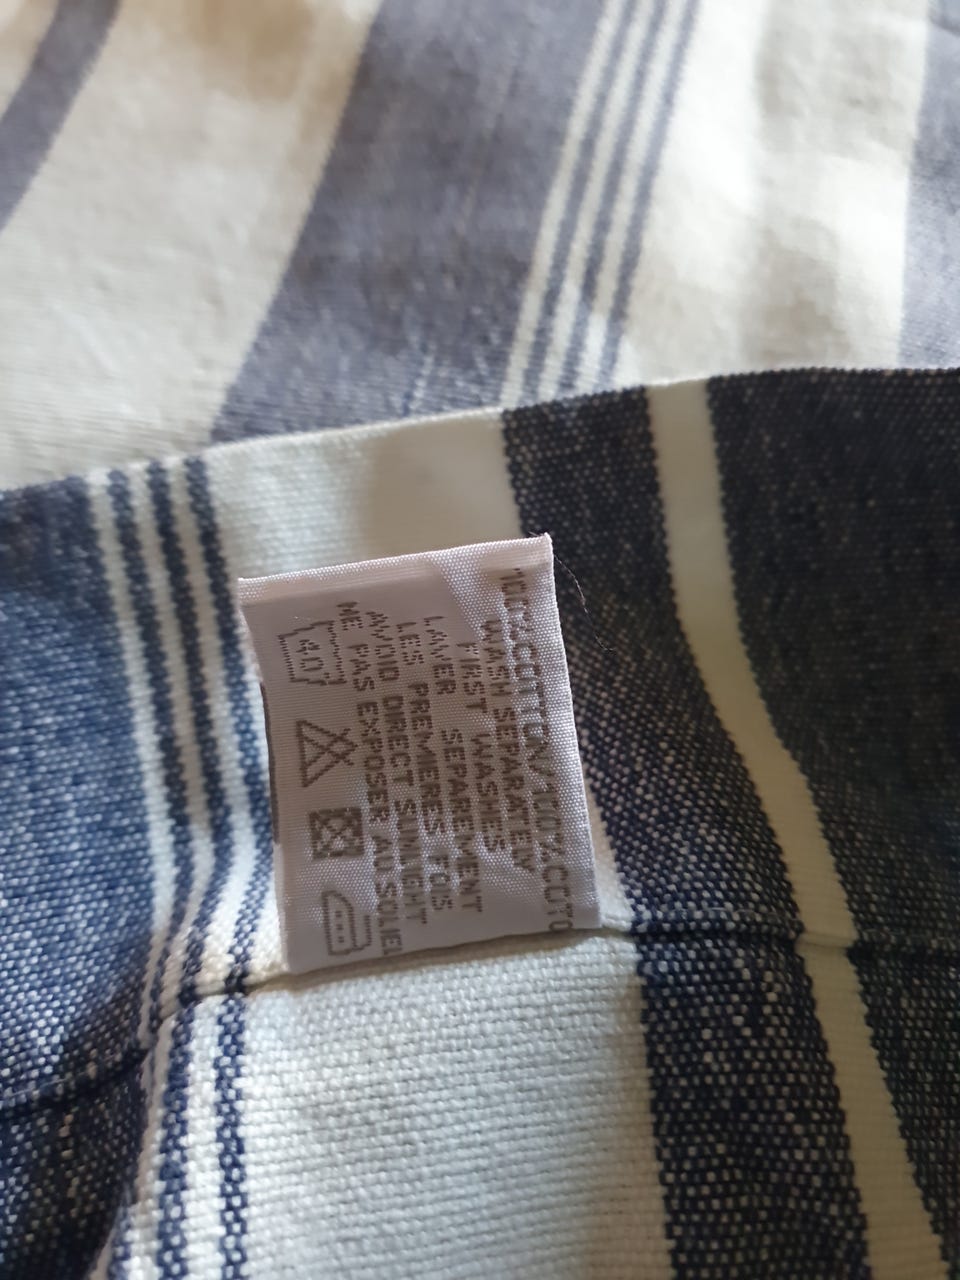 100%COTTON/100%COTO
WASH SEPARATELY
FIRST WASHES
LAVER SEPAREMENT
LES PREMIERES FOIS
AVOID DIRECT SUNLIGHT
NE PAS EXPOSER AU SOLIEL
40